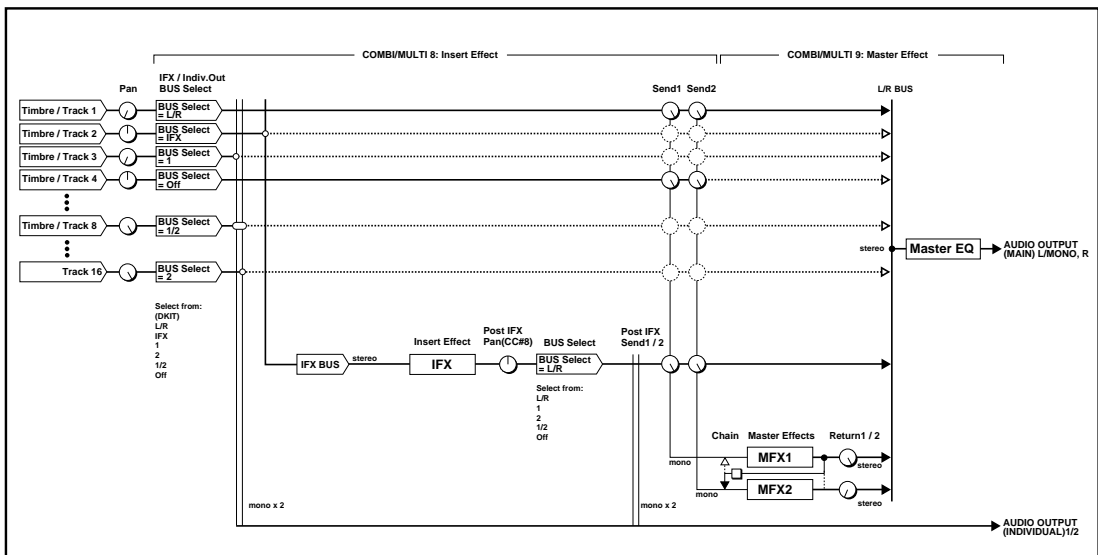 COMBI/MULTI 8: Insert Effect
COMBI/MULTI 9: Master Effect
IFX / Indiv.Out
BUS Select
Pan
Send1 Send2
L/R BUS
Timbre / Track 1
BUS Select
= L/R
Timbre / Track 2
BUS Select
= IFX
Timbre / Track 3
BUS Select
= 1
Timbre / Track 4
BUS Select
= Off
Timbre / Track 8
BUS Select
= 1/2
Track 16
BUS Select
= 2
stereo
Master EQ
AUDIO OUTPUT
(MAIN) L/MONO, R
Select from:
(DKIT)
L/R
IFX
1
2
1/2
Off
IFX BUS
stereo
Insert Effect
IFX
Post IFX
Pan(CC#8)
BUS Select
BUS Select
= L/R
Post IFX
Send1 / 2
Select from:
L/R
1
2
1/2
Off
Chain
Master Effects
Return1 / 2
mono
MFX1
stereo
mono
MFX2
stereo
mono x 2
mono x 2
AUDIO OUTPUT
(INDIVIDUAL)1/2